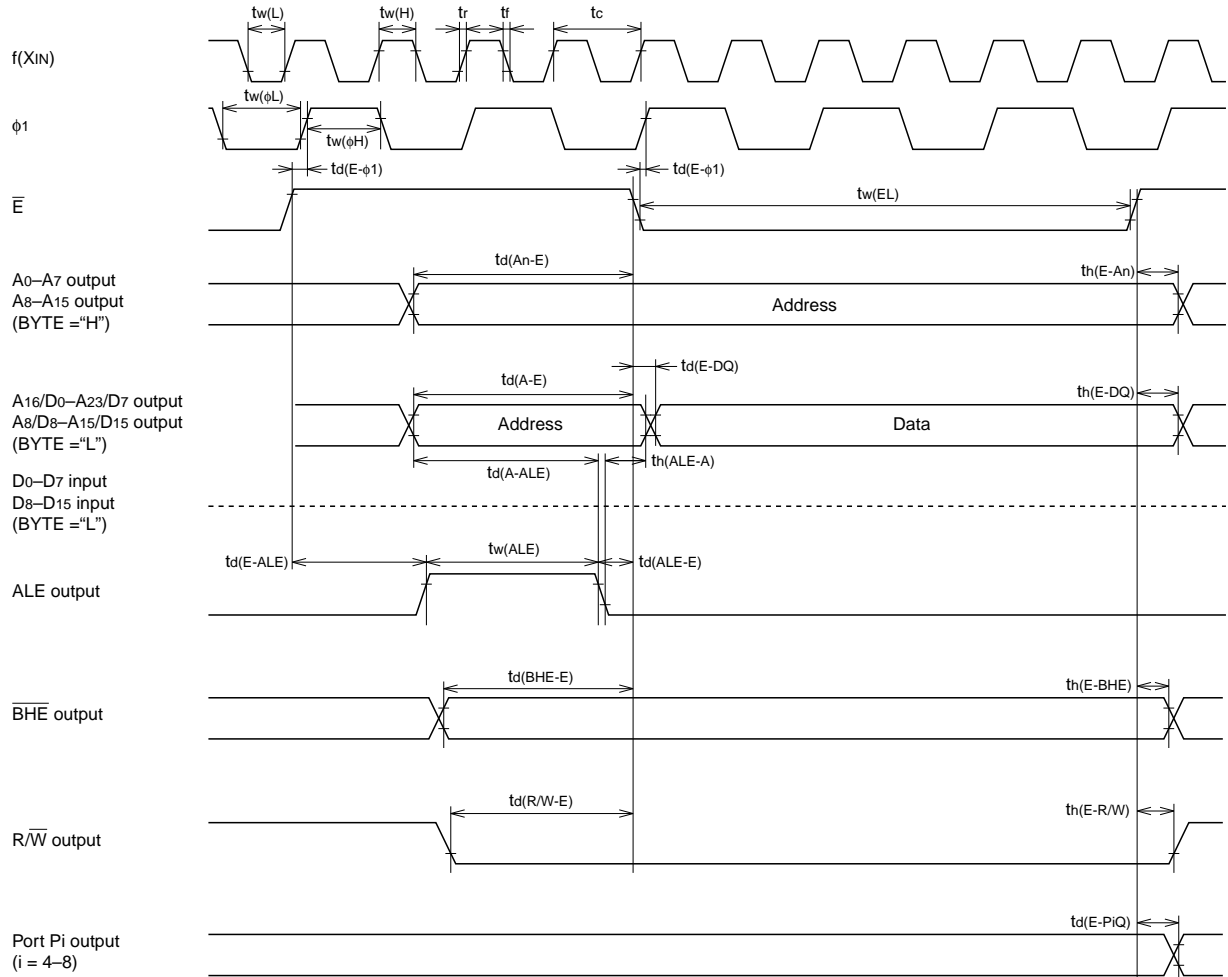 tw(L) tw(H) tr tf tc
f(XIN)
tw(ϕL)
ϕ1
tw(ϕH)
td(E-ϕ1) td(E-ϕ1)
tw(EL)
E̅
td(An-E) th(E-An)
A0–A7 output
A8–A15 output
(BYTE =“H”)
Address
td(E-DQ)
td(A-E) th(E-DQ)
A16/D0–A23/D7 output
A8/D8–A15/D15 output
(BYTE =“L”)
Address Data
td(A-ALE) th(ALE-A)
D0–D7 input
D8–D15 input
(BYTE =“L”)
td(E-ALE) tw(ALE) td(ALE-E)
ALE output
td(BHE-E) th(E-BHE)
B̅H̅E̅ output
td(R/W-E) th(E-R/W)
R/W̅ output
td(E-PiQ)
Port Pi output
(i = 4–8)